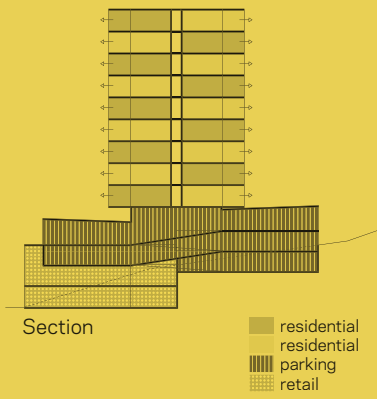 Section
residential
residential
parking
retail